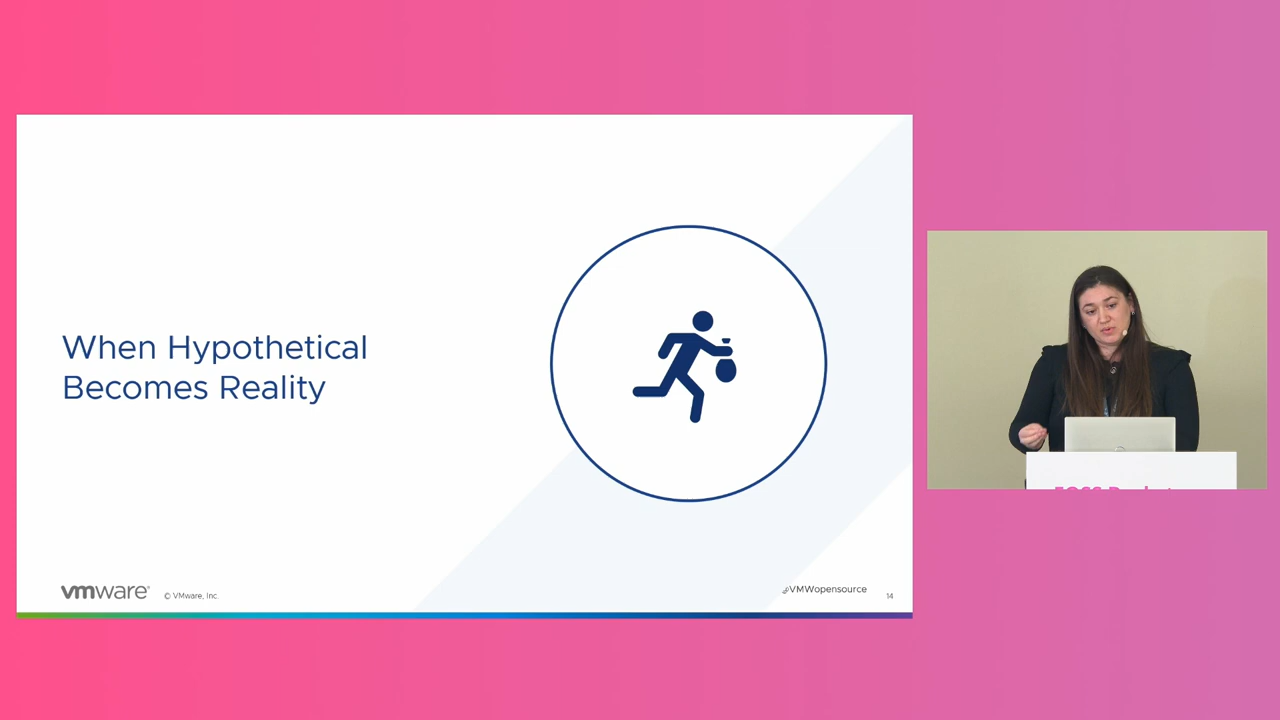 When Hypothetical
Becomes Reality
vmware
© VMware, Inc.
@VMWopensource
14